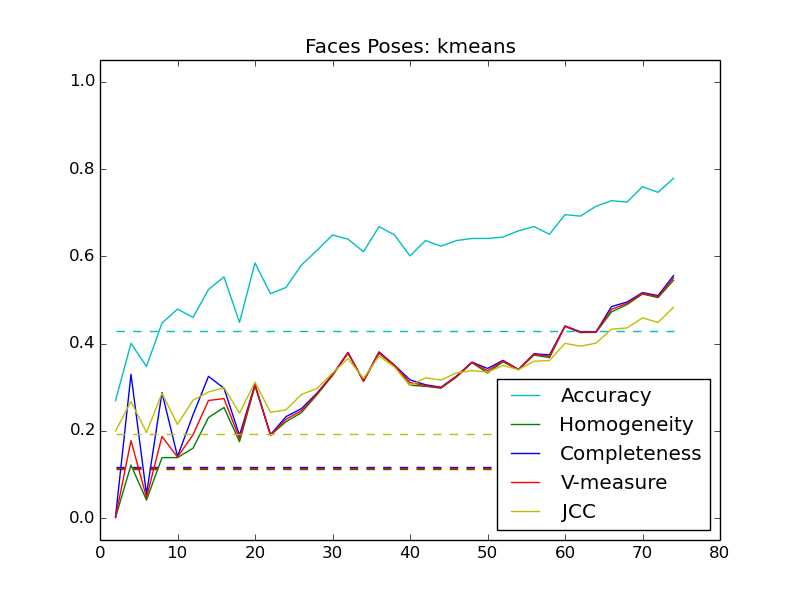 Faces Poses: kmeans
1.0
0.8
0.6
0.4
0.2
0.0
0 10 20 30 40 50 60 70 80
Accuracy
Homogeneity
Completeness
V-measure
JCC